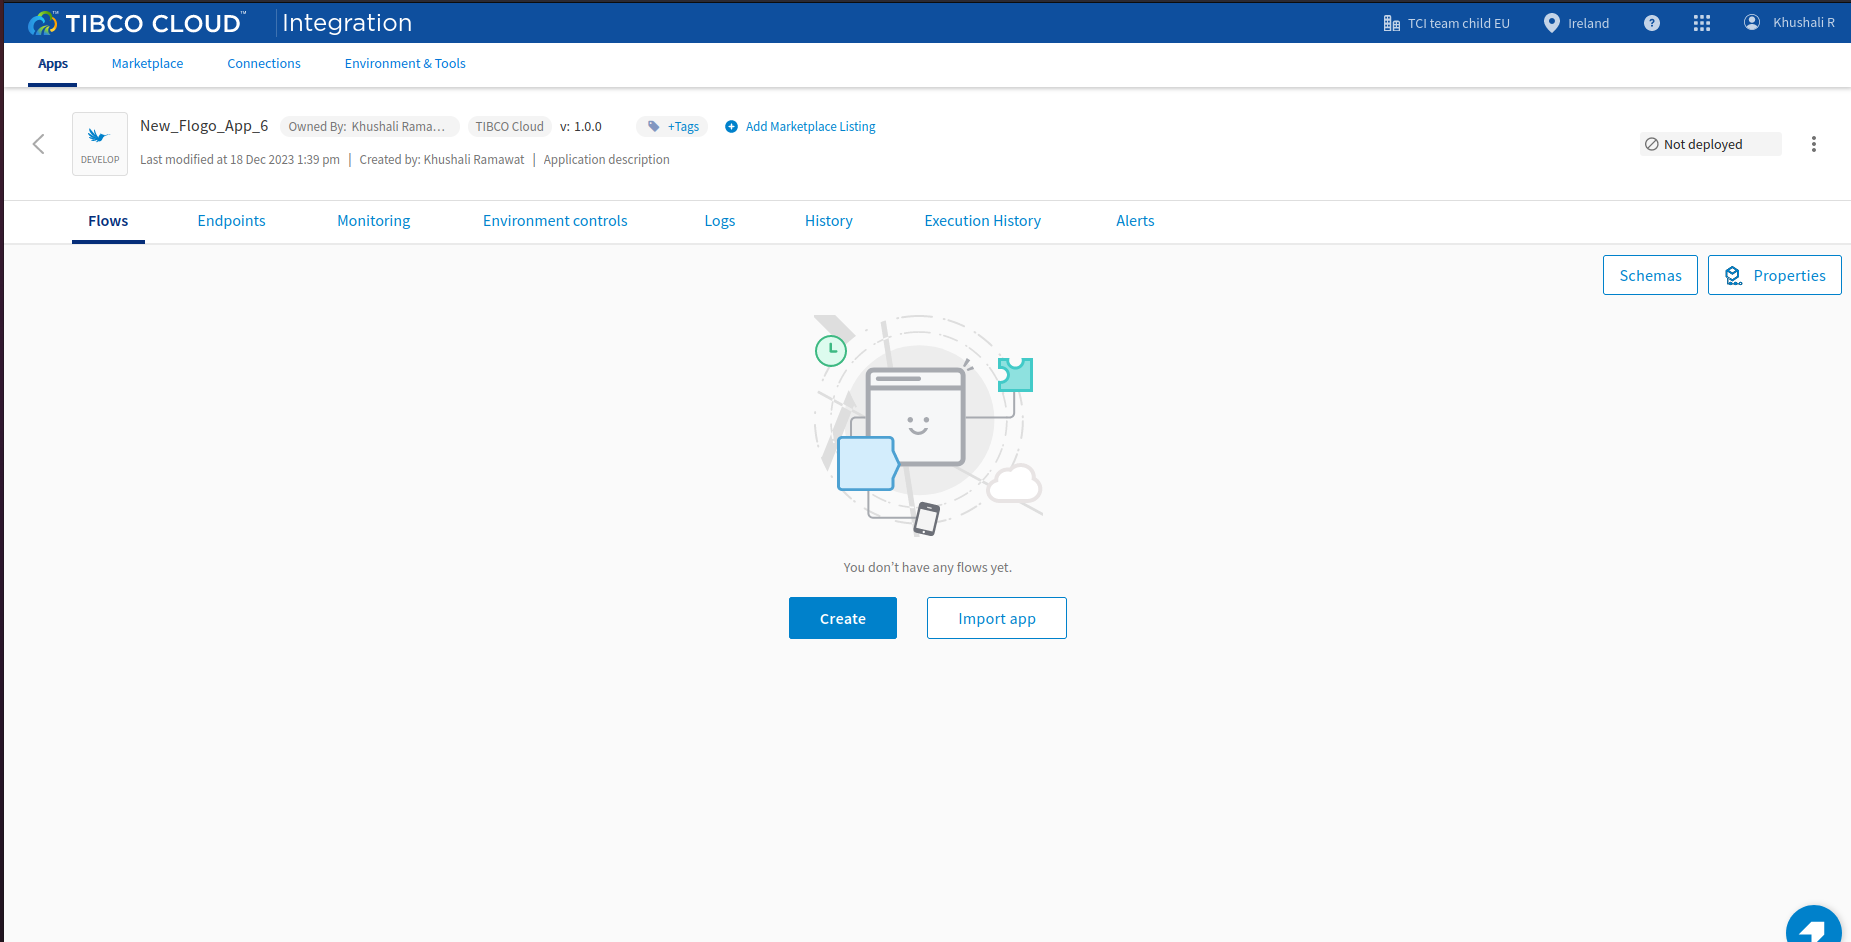 TIBCO CLOUD™ Integration TCI team child EU Ireland ? Khushali R
Apps Marketplace Connections Environment & Tools
New_Flogo_App_6 Owned By: Khushali Rama... TIBCO Cloud v: 1.0.0 +Tags Add Marketplace Listing
DEVELOP
Last modified at 18 Dec 2023 1:39 pm | Created by: Khushali Ramawat | Application description
Not deployed
Flows Endpoints Monitoring Environment controls Logs History Execution History Alerts
Schemas Properties
You don't have any flows yet.
Create Import app